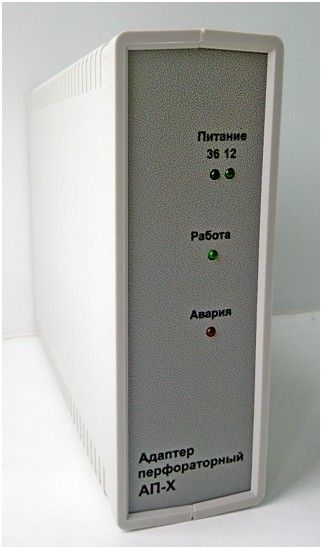 Питание
36 12
Работа
Авария
Адаптер
перфораторный
АП-Х